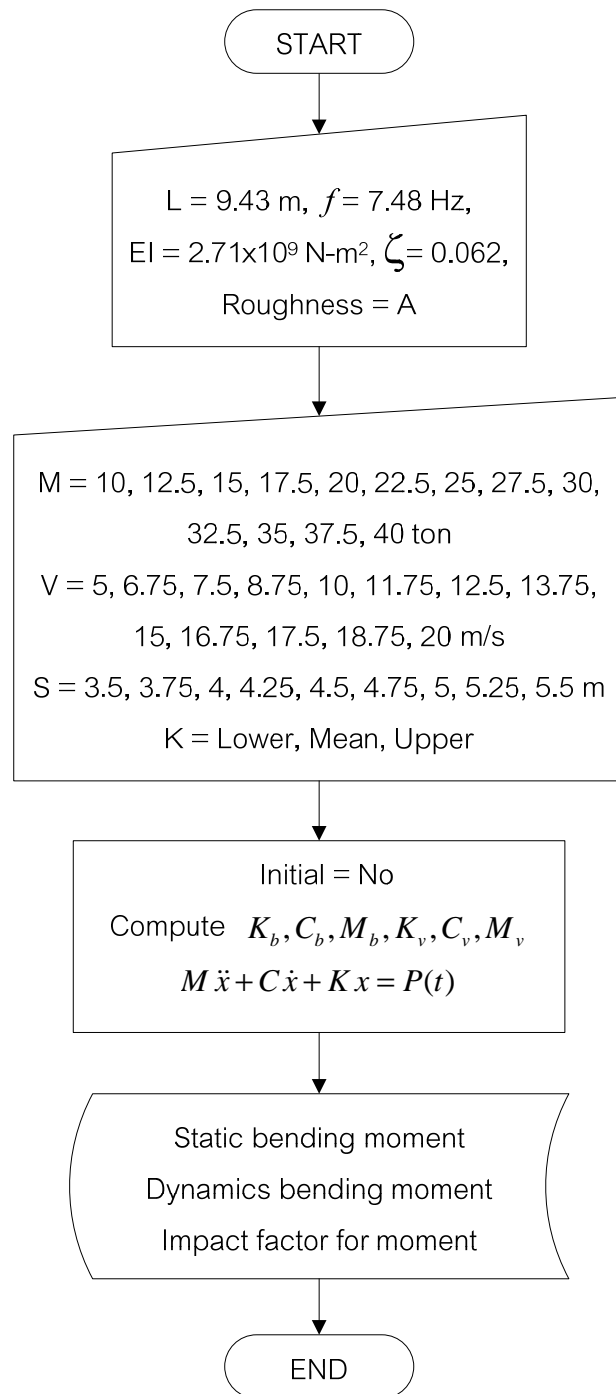 START
L = 9.43 m, f = 7.48 Hz,
EI = 2.71x10⁹ N-m², ζ = 0.062,
Roughness = A
M = 10, 12.5, 15, 17.5, 20, 22.5, 25, 27.5, 30,
32.5, 35, 37.5, 40 ton
V = 5, 6.75, 7.5, 8.75, 10, 11.75, 12.5, 13.75,
15, 16.75, 17.5, 18.75, 20 m/s
S = 3.5, 3.75, 4, 4.25, 4.5, 4.75, 5, 5.25, 5.5 m
K = Lower, Mean, Upper
Initial = No
Compute K_b, C_b, M_b, K_v, C_v, M_v
M ẍ + C ẋ + K x = P(t)
Static bending moment
Dynamics bending moment
Impact factor for moment
END